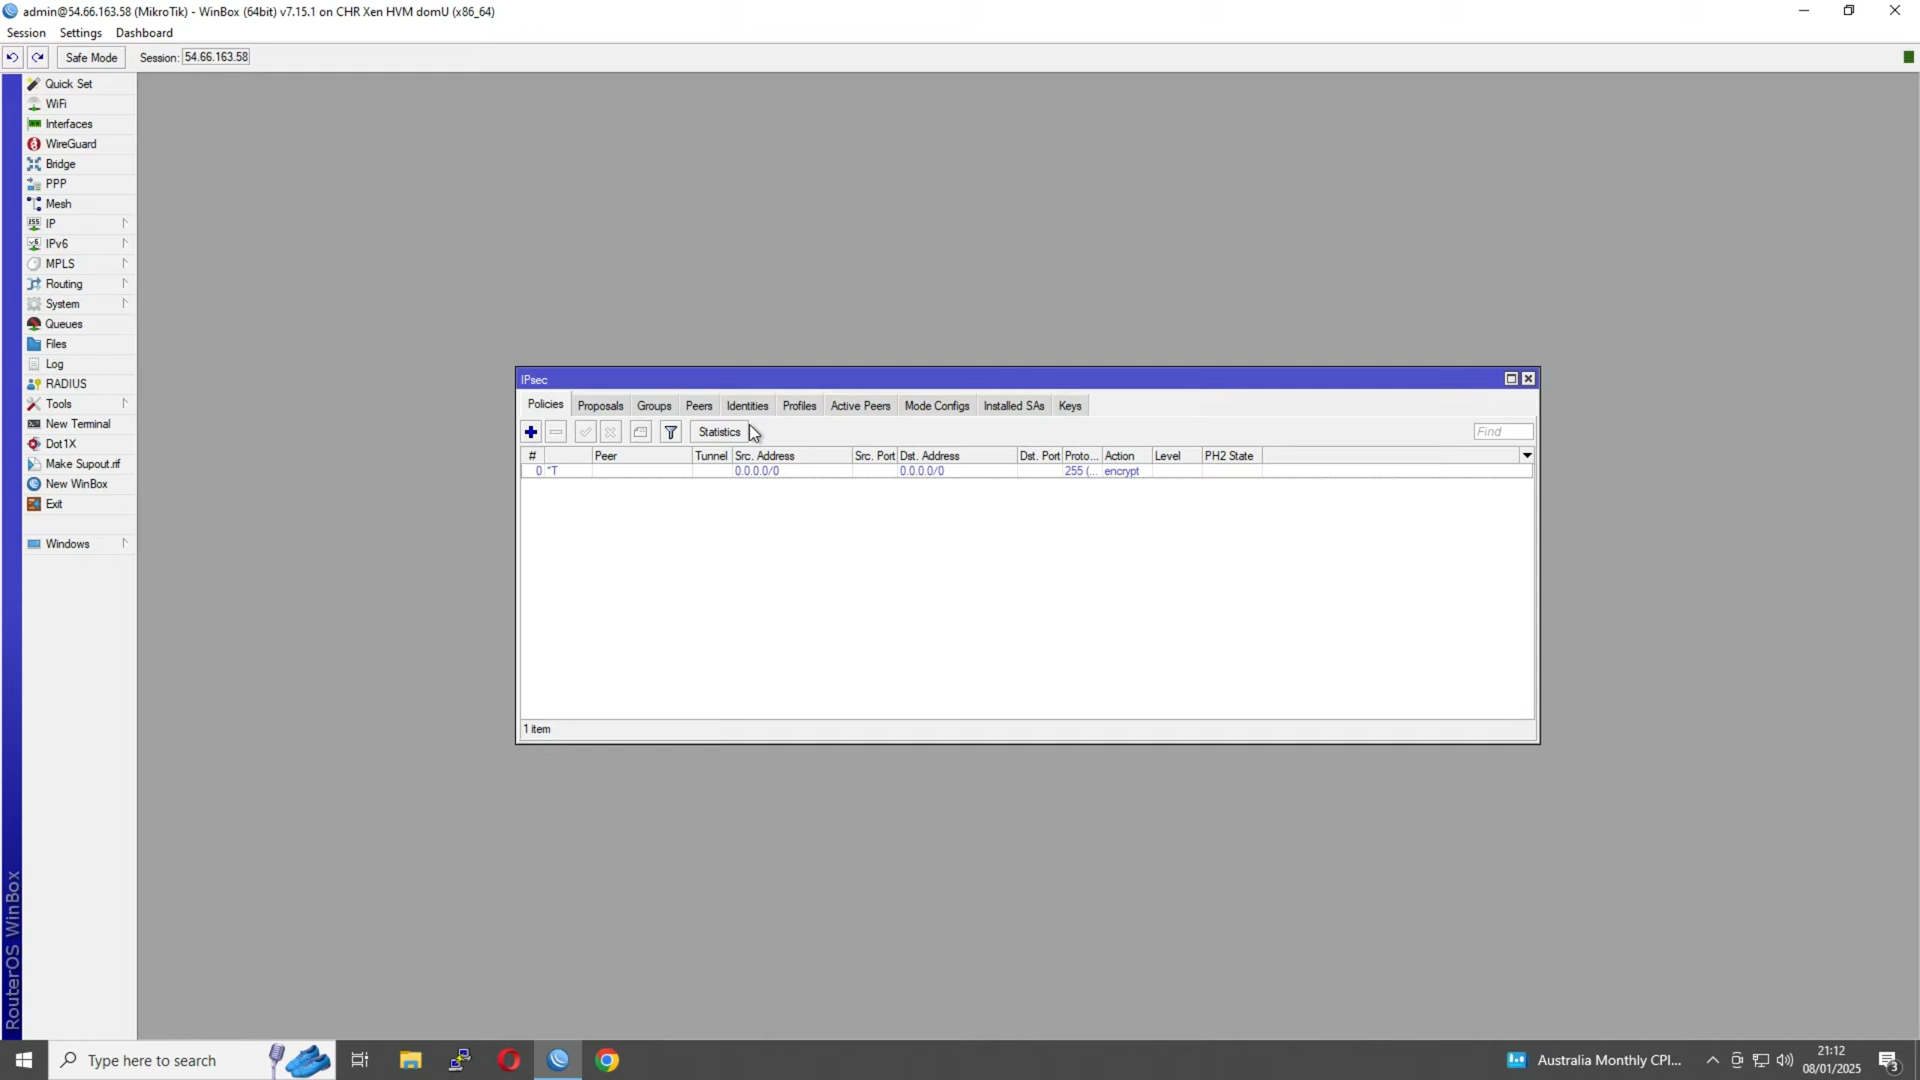 admin@54.66.163.58 (MikroTik) - WinBox (64bit) v7.15.1 on CHR Xen HVM domU (x86_64)
Session Settings Dashboard
Safe Mode Session: 54.66.163.58
Quick Set
WiFi
Interfaces
WireGuard
Bridge
PPP
Mesh
IP
IPv6
MPLS
Routing
System
Queues
Files
Log
RADIUS
Tools
New Terminal
Dot1X
Make Supout.rif
New WinBox
Exit
Windows
RouterOS WinBox
IPsec
Policies Proposals Groups Peers Identities Profiles Active Peers Mode Configs Installed SAs Keys
Statistics Find
# Peer Tunnel Src. Address Src. Port Dst. Address Dst. Port Proto... Action Level PH2 State
0 *T 0.0.0.0/0 0.0.0.0/0 255 (... encrypt
1 item
Type here to search
Australia Monthly CPI...
21:12
08/01/2025
3